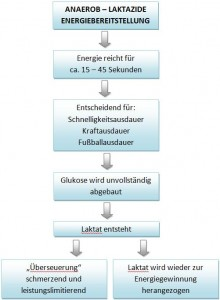 ANAEROB – LAKTAZIDE
ENERGIEBEREITSTELLUNG
Energie reicht für
ca. 15 – 45 Sekunden
Entscheidend für:
Schnelligkeitsausdauer
Kraftausdauer
Fußballausdauer
Glukose wird unvollständig
abgebaut
Laktat entsteht
„Überseuerung“
schmerzend und
leistungslimitierend
Laktat wird wieder zur
Energiegewinnung
herangezogen